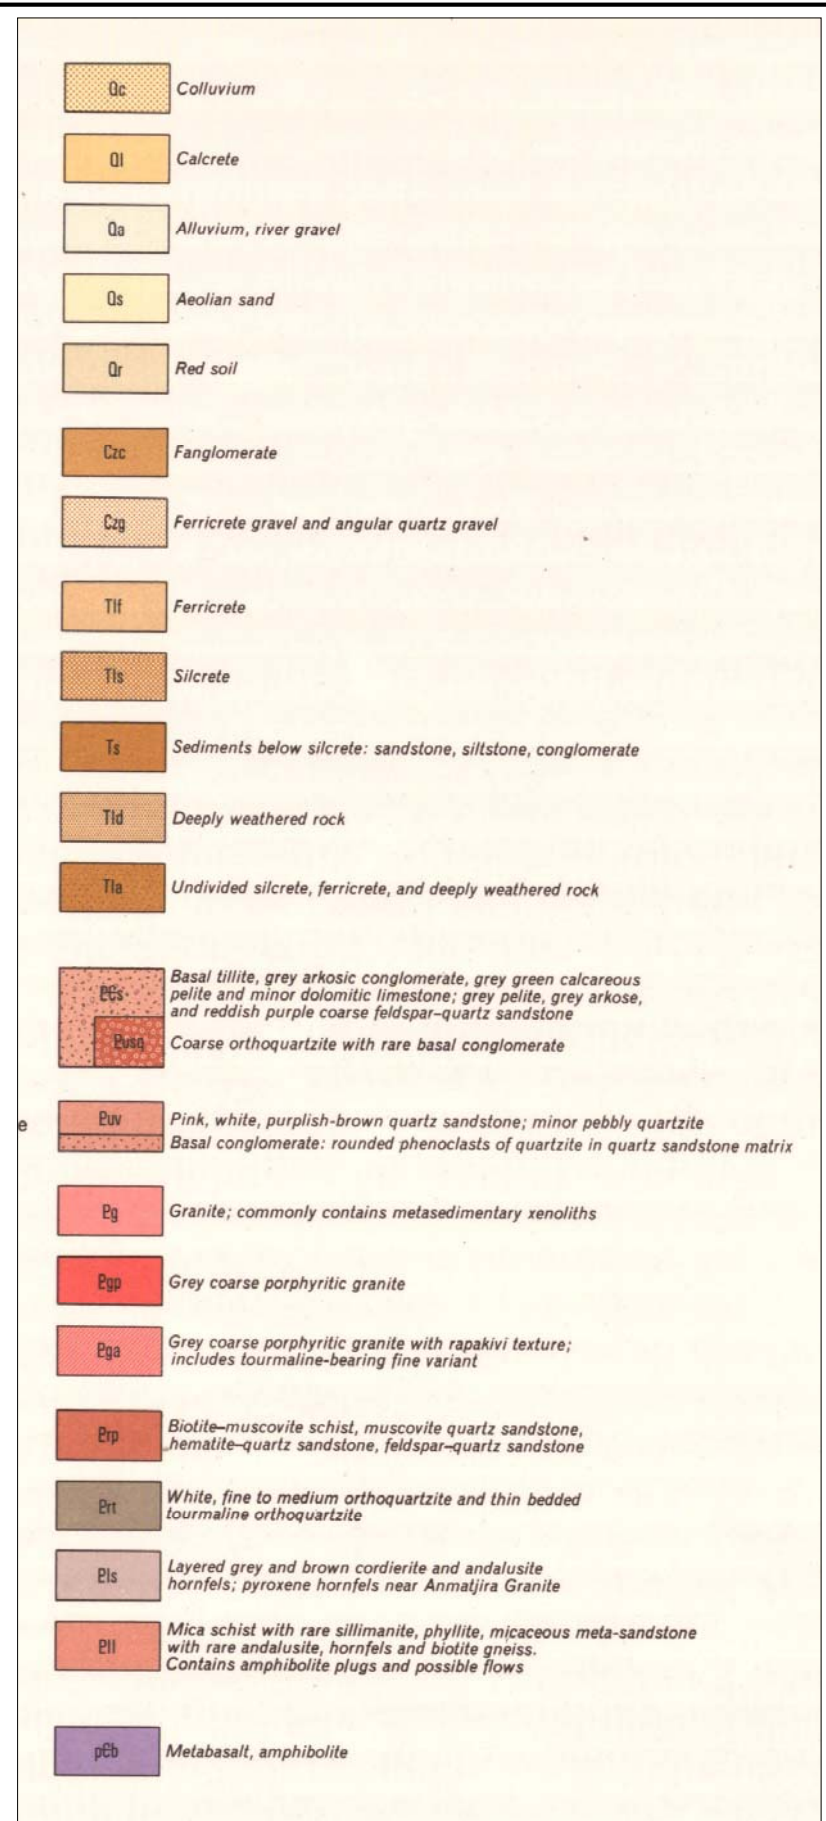 Qc Colluvium
Ql Calcrete
Qa Alluvium, river gravel
Qs Aeolian sand
Qr Red soil
Czc Fanglomerate
Czg Ferricrete gravel and angular quartz gravel
Tlf Ferricrete
Tls Silcrete
Ts Sediments below silcrete: sandstone, siltstone, conglomerate
Tld Deeply weathered rock
Tla Undivided silcrete, ferricrete, and deeply weathered rock
Basal tillite, grey arkosic conglomerate, grey green calcareous
P̶Є̶s pelite and minor dolomitic limestone; grey pelite, grey arkose,
and reddish purple coarse feldspar-quartz sandstone
Pusq Coarse orthoquartzite with rare basal conglomerate
e
Puv Pink, white, purplish-brown quartz sandstone; minor pebbly quartzite
Basal conglomerate: rounded phenoclasts of quartzite in quartz sandstone matrix
Pg Granite; commonly contains metasedimentary xenoliths
Pgp Grey coarse porphyritic granite
Pga Grey coarse porphyritic granite with rapakivi texture;
includes tourmaline-bearing fine variant
Prp Biotite-muscovite schist, muscovite quartz sandstone,
hematite-quartz sandstone, feldspar-quartz sandstone
Prt White, fine to medium orthoquartzite and thin bedded
tourmaline orthoquartzite
Pls Layered grey and brown cordierite and andalusite
hornfels; pyroxene hornfels near Anmatjira Granite
Pll Mica schist with rare sillimanite, phyllite, micaceous meta-sandstone
with rare andalusite, hornfels and biotite gneiss.
Contains amphibolite plugs and possible flows
pЄb Metabasalt, amphibolite